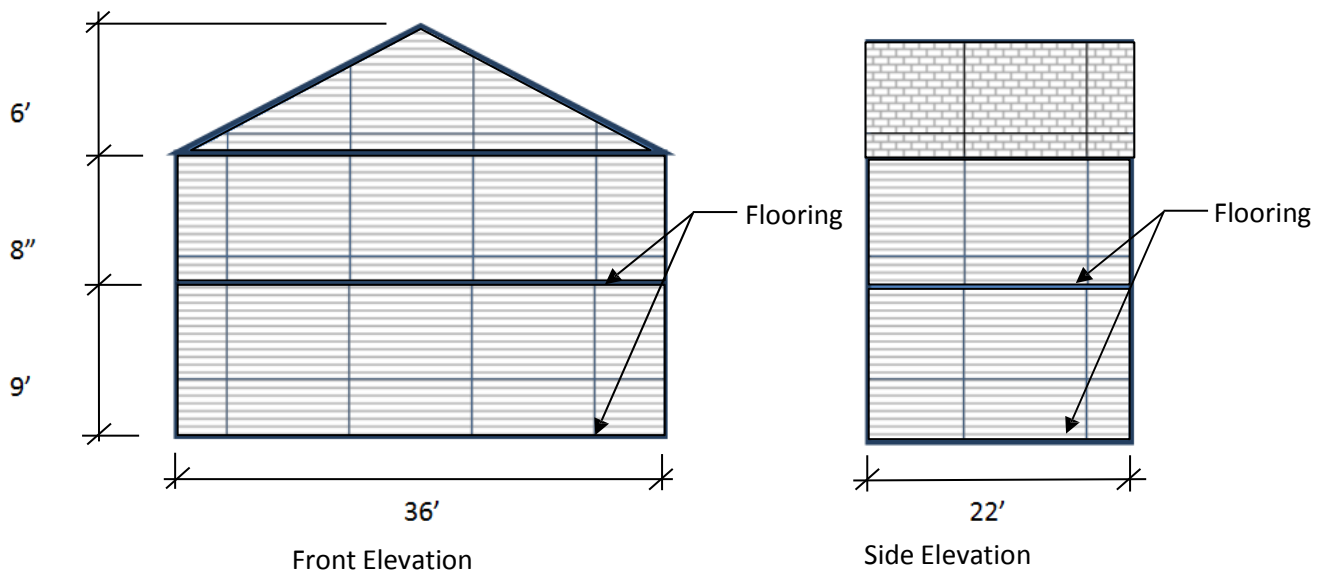 6’
8”
9’
Flooring
Flooring
36’
22’
Front Elevation
Side Elevation